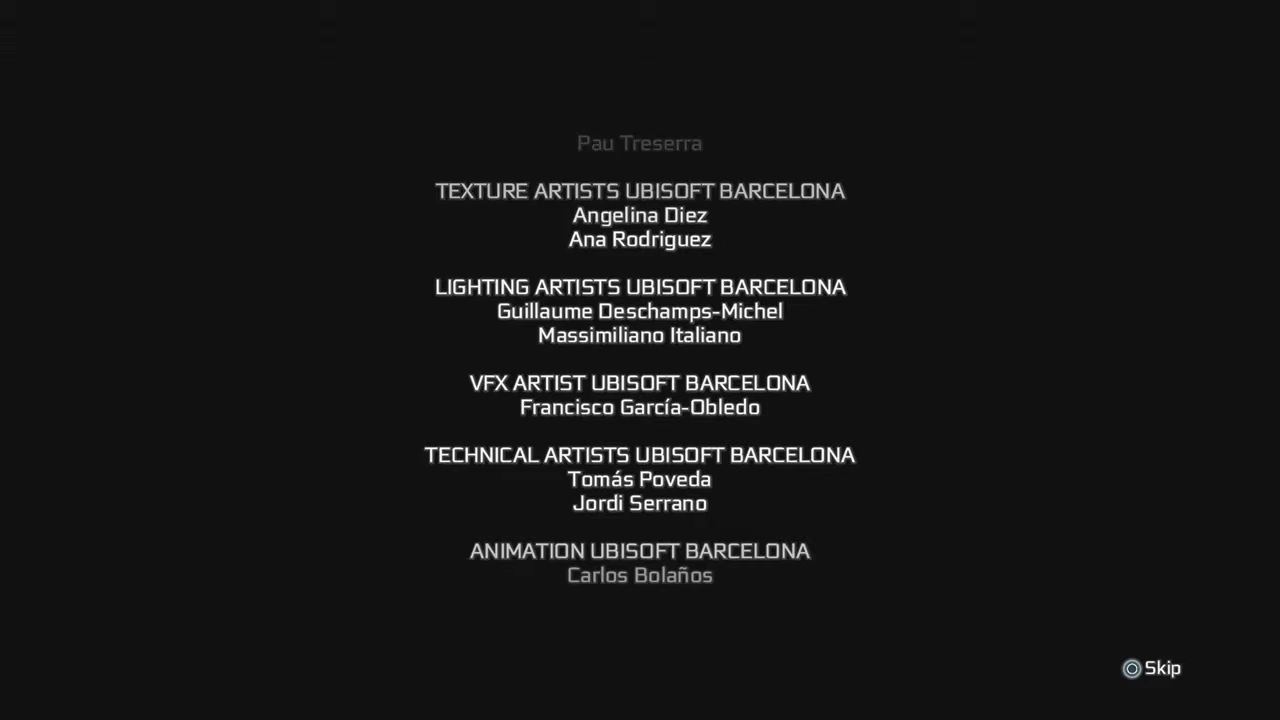 Pau Treserra
TEXTURE ARTISTS UBISOFT BARCELONA
Angelina Diez
Ana Rodriguez
LIGHTING ARTISTS UBISOFT BARCELONA
Guillaume Deschamps-Michel
Massimiliano Italiano
VFX ARTIST UBISOFT BARCELONA
Francisco García-Obledo
TECHNICAL ARTISTS UBISOFT BARCELONA
Tomás Poveda
Jordi Serrano
ANIMATION UBISOFT BARCELONA
Carlos Bolaños
Skip